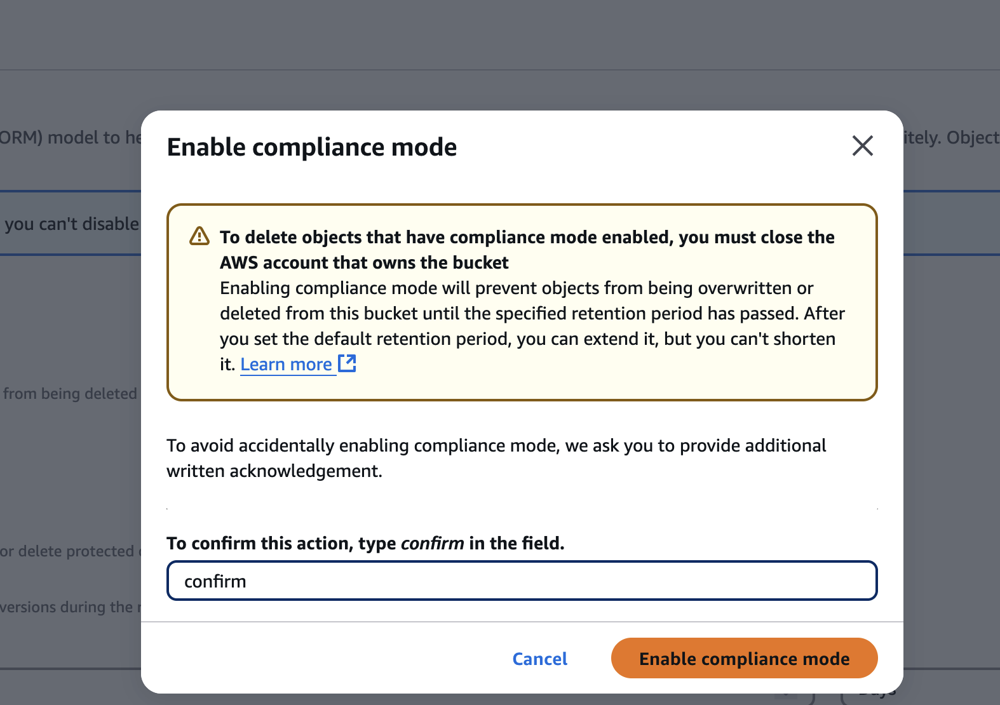 ORM) model to he
itely. Object
Enable compliance mode
you can't disable
To delete objects that have compliance mode enabled, you must close the
AWS account that owns the bucket
Enabling compliance mode will prevent objects from being overwritten or
deleted from this bucket until the specified retention period has passed. After
you set the default retention period, you can extend it, but you can't shorten
it. Learn more
from being deleted
To avoid accidentally enabling compliance mode, we ask you to provide additional
written acknowledgement.
To confirm this action, type confirm in the field.
or delete protected
confirm
versions during the
Cancel
Enable compliance mode
Days